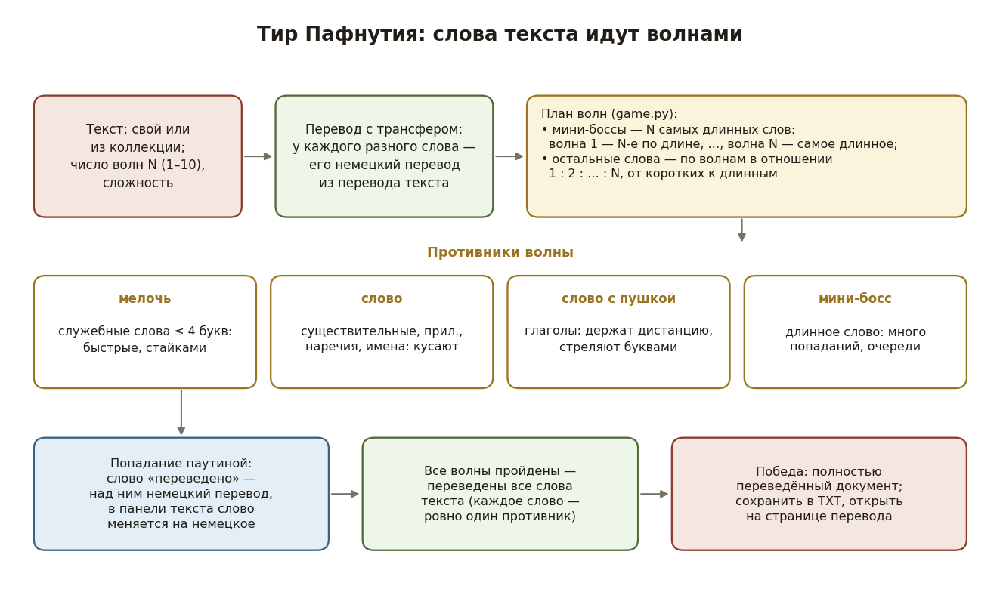 Тир Пафнутия: слова текста идут волнами
Текст: свой или
из коллекции;
число волн N (1–10),
сложность
Перевод с трансфером:
у каждого разного слова —
его немецкий перевод
из перевода текста
План волн (game.py):
• мини-боссы — N самых длинных слов:
волна 1 — N-е по длине, …, волна N — самое длинное;
• остальные слова — по волнам в отношении
1 : 2 : … : N, от коротких к длинным
Противники волны
мелочь
служебные слова ≤ 4 букв:
быстрые, стайками
слово
существительные, прил.,
наречия, имена: кусают
слово с пушкой
глаголы: держат дистанцию,
стреляют буквами
мини-босс
длинное слово: много
попаданий, очереди
Попадание паутиной:
слово «переведено» —
над ним немецкий перевод,
в панели текста слово
меняется на немецкое
Все волны пройдены —
переведены все слова
текста (каждое слово —
ровно один противник)
Победа: полностью
переведённый документ;
сохранить в TXT, открыть
на странице перевода